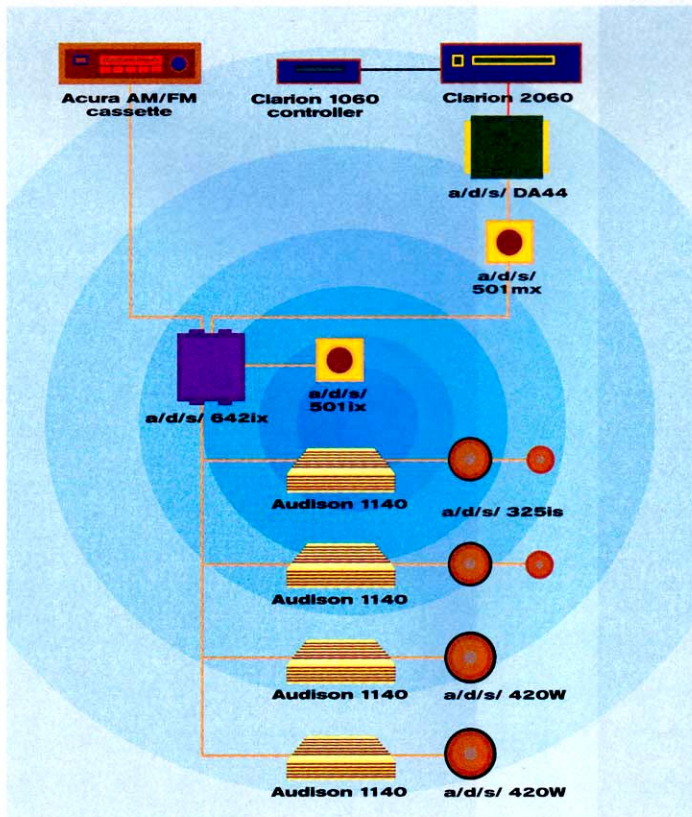 Acura AM/FM
cassette
Clarion 1060
controller
Clarion 2060
a/d/s/ DA44
a/d/s/
501mx
a/d/s/ 642ix
a/d/s/
501ix
Audison 1140
a/d/s/ 325is
Audison 1140
Audison 1140
a/d/s/ 420W
Audison 1140
a/d/s/ 420W